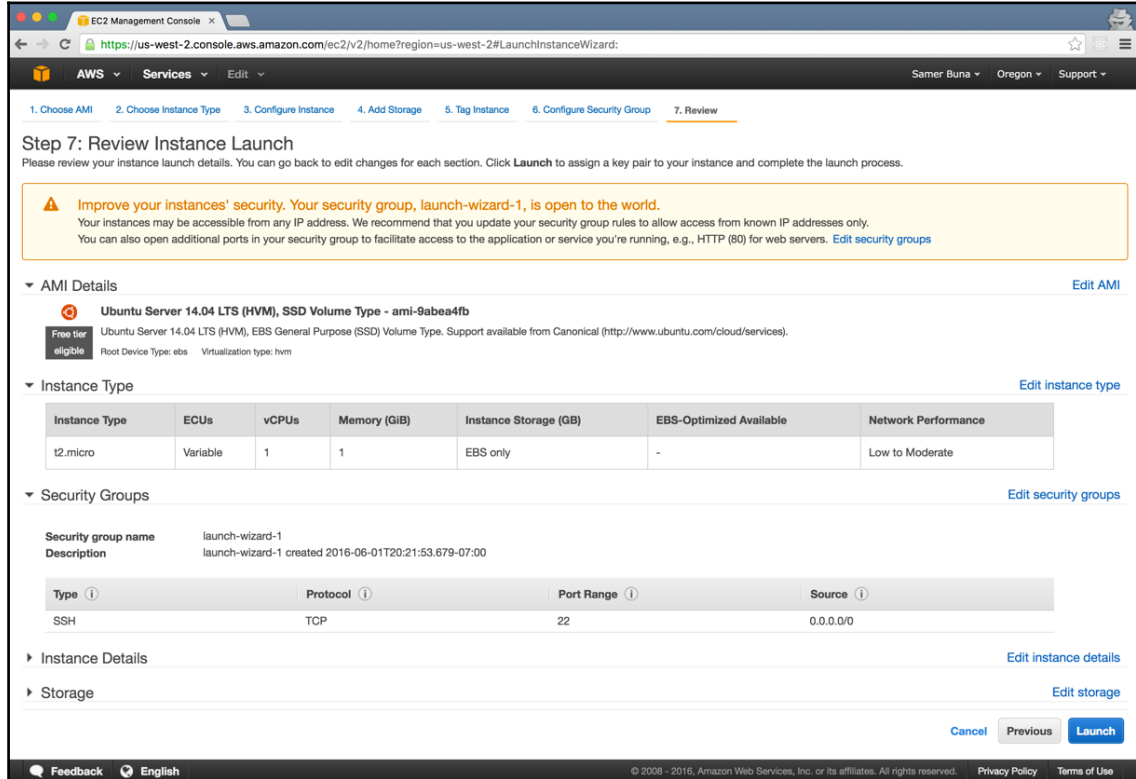 EC2 Management Console
https://us-west-2.console.aws.amazon.com/ec2/v2/home?region=us-west-2#LaunchInstanceWizard:
AWS Services Edit Samer Buna Oregon Support
1. Choose AMI 2. Choose Instance Type 3. Configure Instance 4. Add Storage 5. Tag Instance 6. Configure Security Group 7. Review
Step 7: Review Instance Launch
Please review your instance launch details. You can go back to edit changes for each section. Click Launch to assign a key pair to your instance and complete the launch process.
Improve your instances' security. Your security group, launch-wizard-1, is open to the world.
Your instances may be accessible from any IP address. We recommend that you update your security group rules to allow access from known IP addresses only.
You can also open additional ports in your security group to facilitate access to the application or service you're running, e.g., HTTP (80) for web servers. Edit security groups
AMI Details Edit AMI
Ubuntu Server 14.04 LTS (HVM), SSD Volume Type - ami-9abea4fb
Free tier eligible
Ubuntu Server 14.04 LTS (HVM), EBS General Purpose (SSD) Volume Type. Support available from Canonical (http://www.ubuntu.com/cloud/services).
Root Device Type: ebs Virtualization type: hvm
Instance Type Edit instance type
Instance Type ECUs vCPUs Memory (GiB) Instance Storage (GB) EBS-Optimized Available Network Performance
t2.micro Variable 1 1 EBS only - Low to Moderate
Security Groups Edit security groups
Security group name launch-wizard-1
Description launch-wizard-1 created 2016-06-01T20:21:53.679-07:00
Type Protocol Port Range Source
SSH TCP 22 0.0.0.0/0
Instance Details Edit instance details
Storage Edit storage
Cancel Previous Launch
Feedback English © 2008 - 2016, Amazon Web Services, Inc. or its affiliates. All rights reserved. Privacy Policy Terms of Use